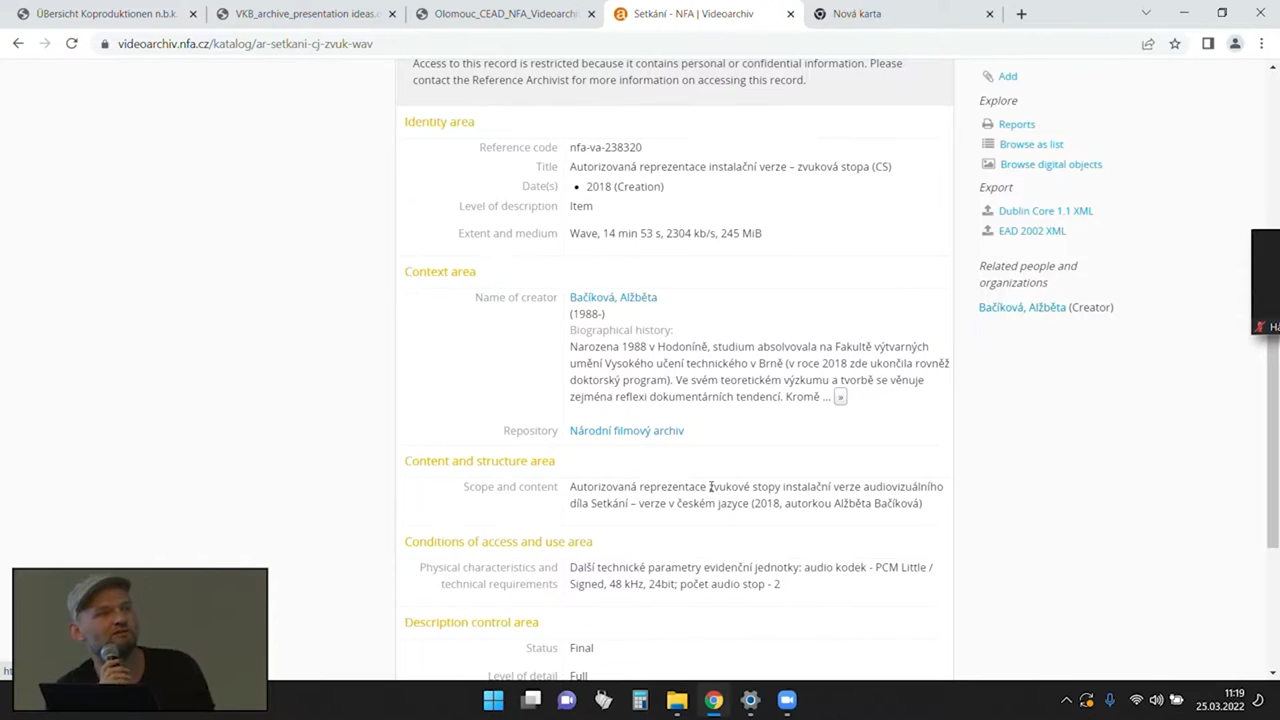 ÜBersicht Koproduktionen n.b.k.
VKB_archive_presentation ideas.c
Olomouc_CEAD_NFA_Videoarchi
Setkání - NFA | Videoarchiv
Nová karta
videoarchiv.nfa.cz/katalog/ar-setkani-cj-zvuk-wav
Access to this record is restricted because it contains personal or confidential information. Please
contact the Reference Archivist for more information on accessing this record.
Identity area
Reference code nfa-va-238320
Title Autorizovaná reprezentace instalační verze – zvuková stopa (CS)
Date(s) • 2018 (Creation)
Level of description Item
Extent and medium Wave, 14 min 53 s, 2304 kb/s, 245 MiB
Context area
Name of creator Bačíková, Alžběta
(1988-)
Biographical history:
Narozena 1988 v Hodoníně, studium absolvovala na Fakultě výtvarných
umění Vysokého učení technického v Brně (v roce 2018 zde ukončila rovněž
doktorský program). Ve svém teoretickém výzkumu a tvorbě se věnuje
zejména reflexi dokumentárních tendencí. Kromě ... »
Repository Národní filmový archiv
Content and structure area
Scope and content Autorizovaná reprezentace zvukové stopy instalační verze audiovizuálního
díla Setkání – verze v českém jazyce (2018, autorkou Alžběta Bačíková)
Conditions of access and use area
Physical characteristics and Další technické parametry evidenční jednotky: audio kodek - PCM Little /
technical requirements Signed, 48 kHz, 24bit; počet audio stop - 2
Description control area
Status Final
Level of detail Full
Add
Explore
Reports
Browse as list
Browse digital objects
Export
Dublin Core 1.1 XML
EAD 2002 XML
Related people and
organizations
Bačíková, Alžběta (Creator)
Ha
ht
11:19
25.03.2022